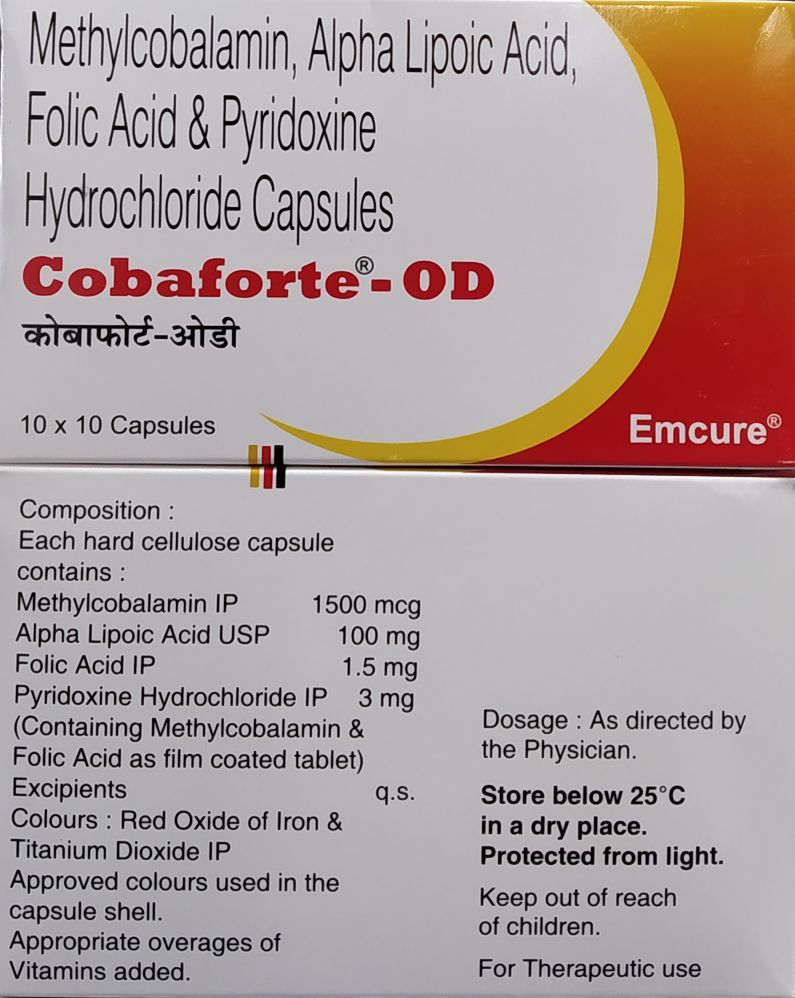 Methylcobalamin, Alpha Lipoic Acid,
Folic Acid & Pyridoxine
Hydrochloride Capsules
Cobaforte®-OD
कोबाफोर्ट-ओडी
10 x 10 Capsules
Emcure®
Composition :
Each hard cellulose capsule
contains :
Methylcobalamin IP 1500 mcg
Alpha Lipoic Acid USP 100 mg
Folic Acid IP 1.5 mg
Pyridoxine Hydrochloride IP 3 mg
(Containing Methylcobalamin &
Folic Acid as film coated tablet)
Excipients q.s.
Colours : Red Oxide of Iron &
Titanium Dioxide IP
Approved colours used in the
capsule shell.
Appropriate overages of
Vitamins added.
Dosage : As directed by
the Physician.
Store below 25°C
in a dry place.
Protected from light.
Keep out of reach
of children.
For Therapeutic use